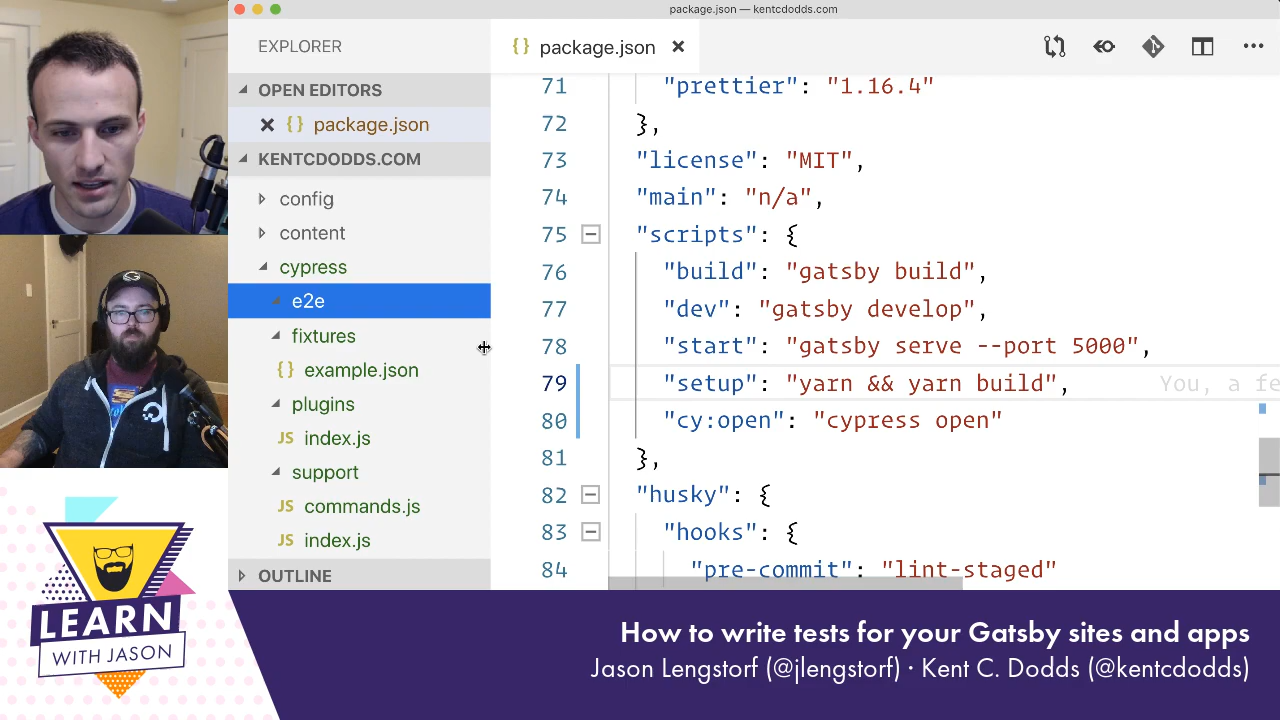 package.json — kentcdodds.com
EXPLORER
OPEN EDITORS
package.json
KENTCDODDS.COM
config
content
cypress
e2e
fixtures
example.json
plugins
index.js
support
commands.js
index.js
OUTLINE
package.json
71 "prettier": "1.16.4"
72 },
73 "license": "MIT",
74 "main": "n/a",
75 "scripts": {
76 "build": "gatsby build",
77 "dev": "gatsby develop",
78 "start": "gatsby serve --port 5000",
79 "setup": "yarn && yarn build", You, a fe
80 "cy:open": "cypress open"
81 },
82 "husky": {
83 "hooks": {
84 "pre-commit": "lint-staged"
LEARN
WITH JASON
How to write tests for your Gatsby sites and apps
Jason Lengstorf (@jlengstorf) · Kent C. Dodds (@kentcdodds)